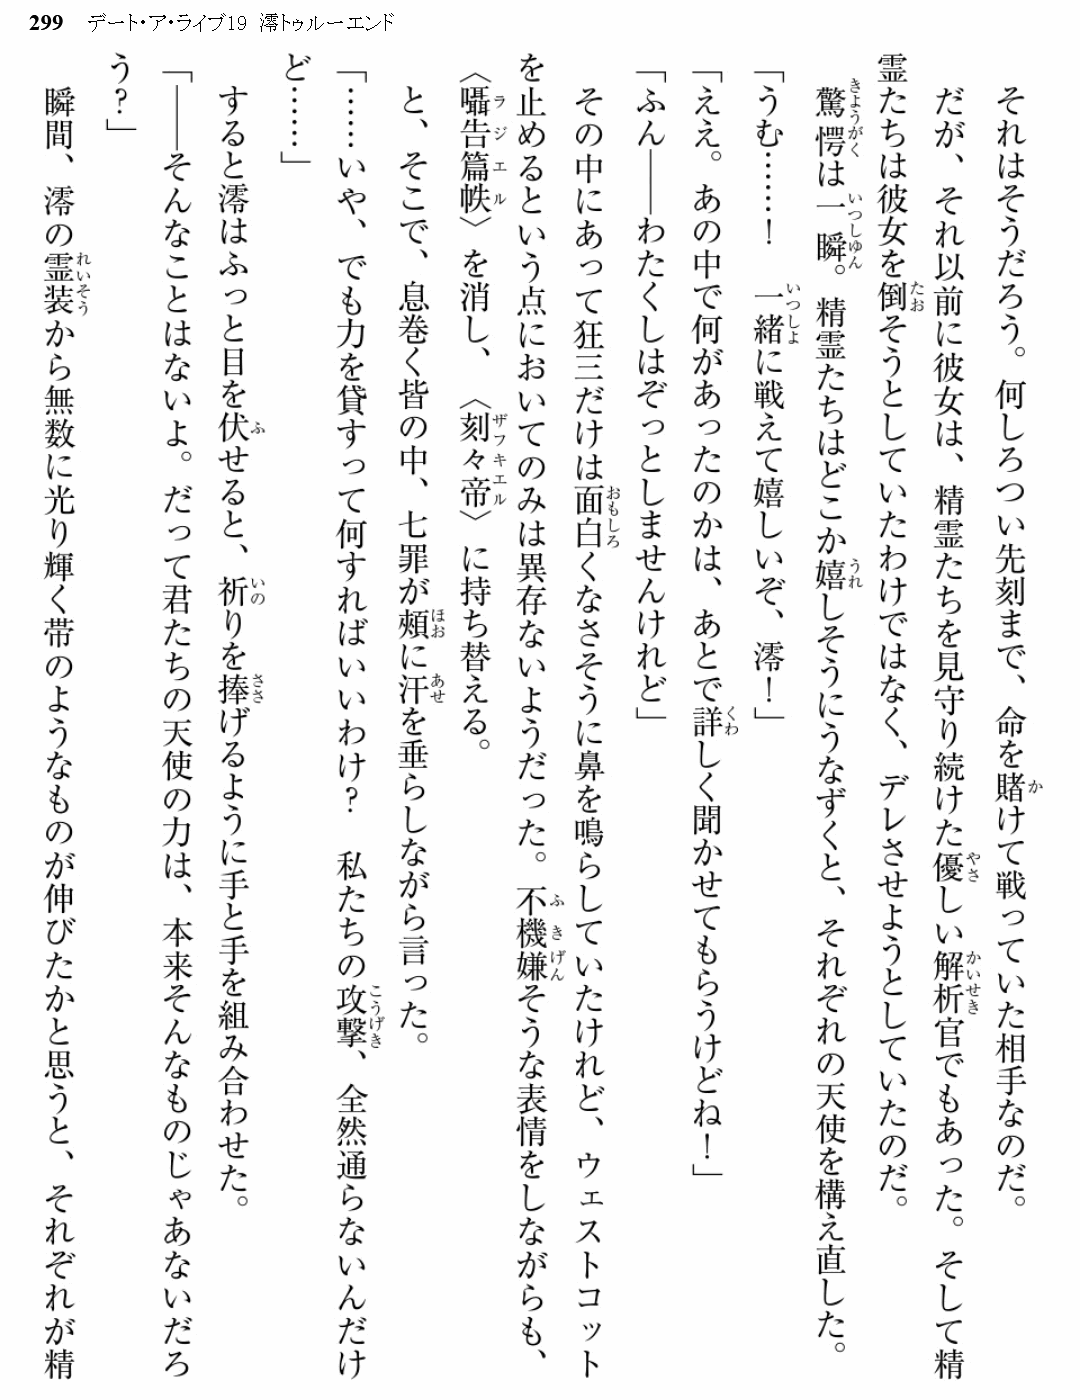 299 デート・ア・ライブ19 澪トゥルーエンド
それはそうだろう。何しろつい先刻まで、命を賭けて戦っていた相手なのだ。
だが、それ以前に彼女は、精霊たちを見守り続けた優しい解析官でもあった。そして精
霊たちは彼女を倒そうとしていたわけではなく、デレさせようとしていたのだ。
驚愕は一瞬。精霊たちはどこか嬉しそうにうなずくと、それぞれの天使を構え直した。
「うむ……！　一緒に戦えて嬉しいぞ、澪！」
「ええ。あの中で何があったのかは、あとで詳しく聞かせてもらうけどね！」
「ふん――わたくしはぞっとしませんけれど」
その中にあって狂三だけは面白くなさそうに鼻を鳴らしていたけれど、ウェストコット
を止めるという点においてのみは異存ないようだった。不機嫌そうな表情をしながらも、
〈囁告篇帙〉を消し、〈刻々帝〉に持ち替える。
と、そこで、息巻く皆の中、七罪が頰に汗を垂らしながら言った。
「……いや、でも力を貸すって何すればいいわけ？　私たちの攻撃、全然通らないんだけ
ど……」
すると澪はふっと目を伏せると、祈りを捧げるように手と手を組み合わせた。
「――そんなことはないよ。だって君たちの天使の力は、本来そんなものじゃあないだろ
う？」
瞬間、澪の霊装から無数に光り輝く帯のようなものが伸びたかと思うと、それぞれが精